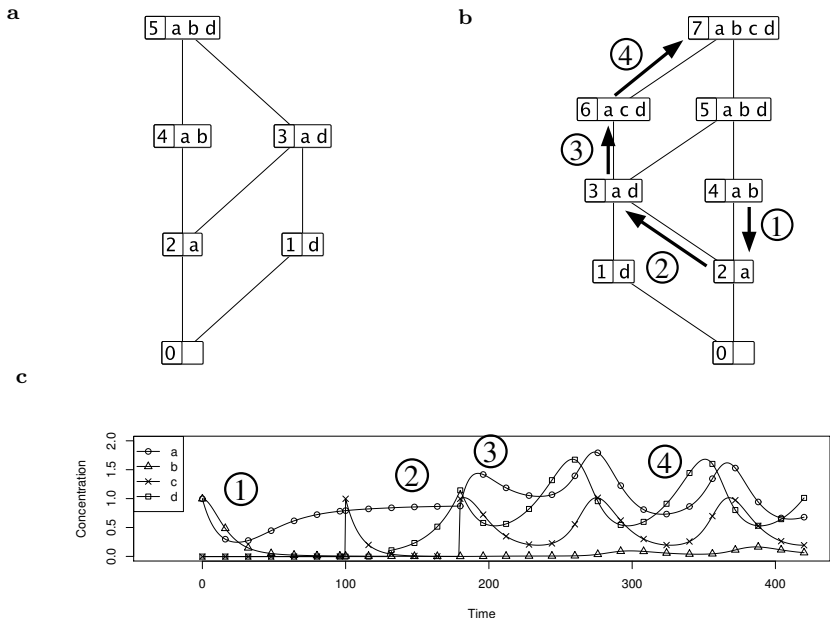 a
5 a b d
4 a b
3 a d
2 a
1 d
0
b
7 a b c d
④
6 a c d
5 a b d
③
3 a d
4 a b
①
②
1 d
2 a
0
c
Concentration
0.0 0.5 1.0 1.5 2.0
a
b
c
d
① ② ③ ④
0 100 200 300 400
Time